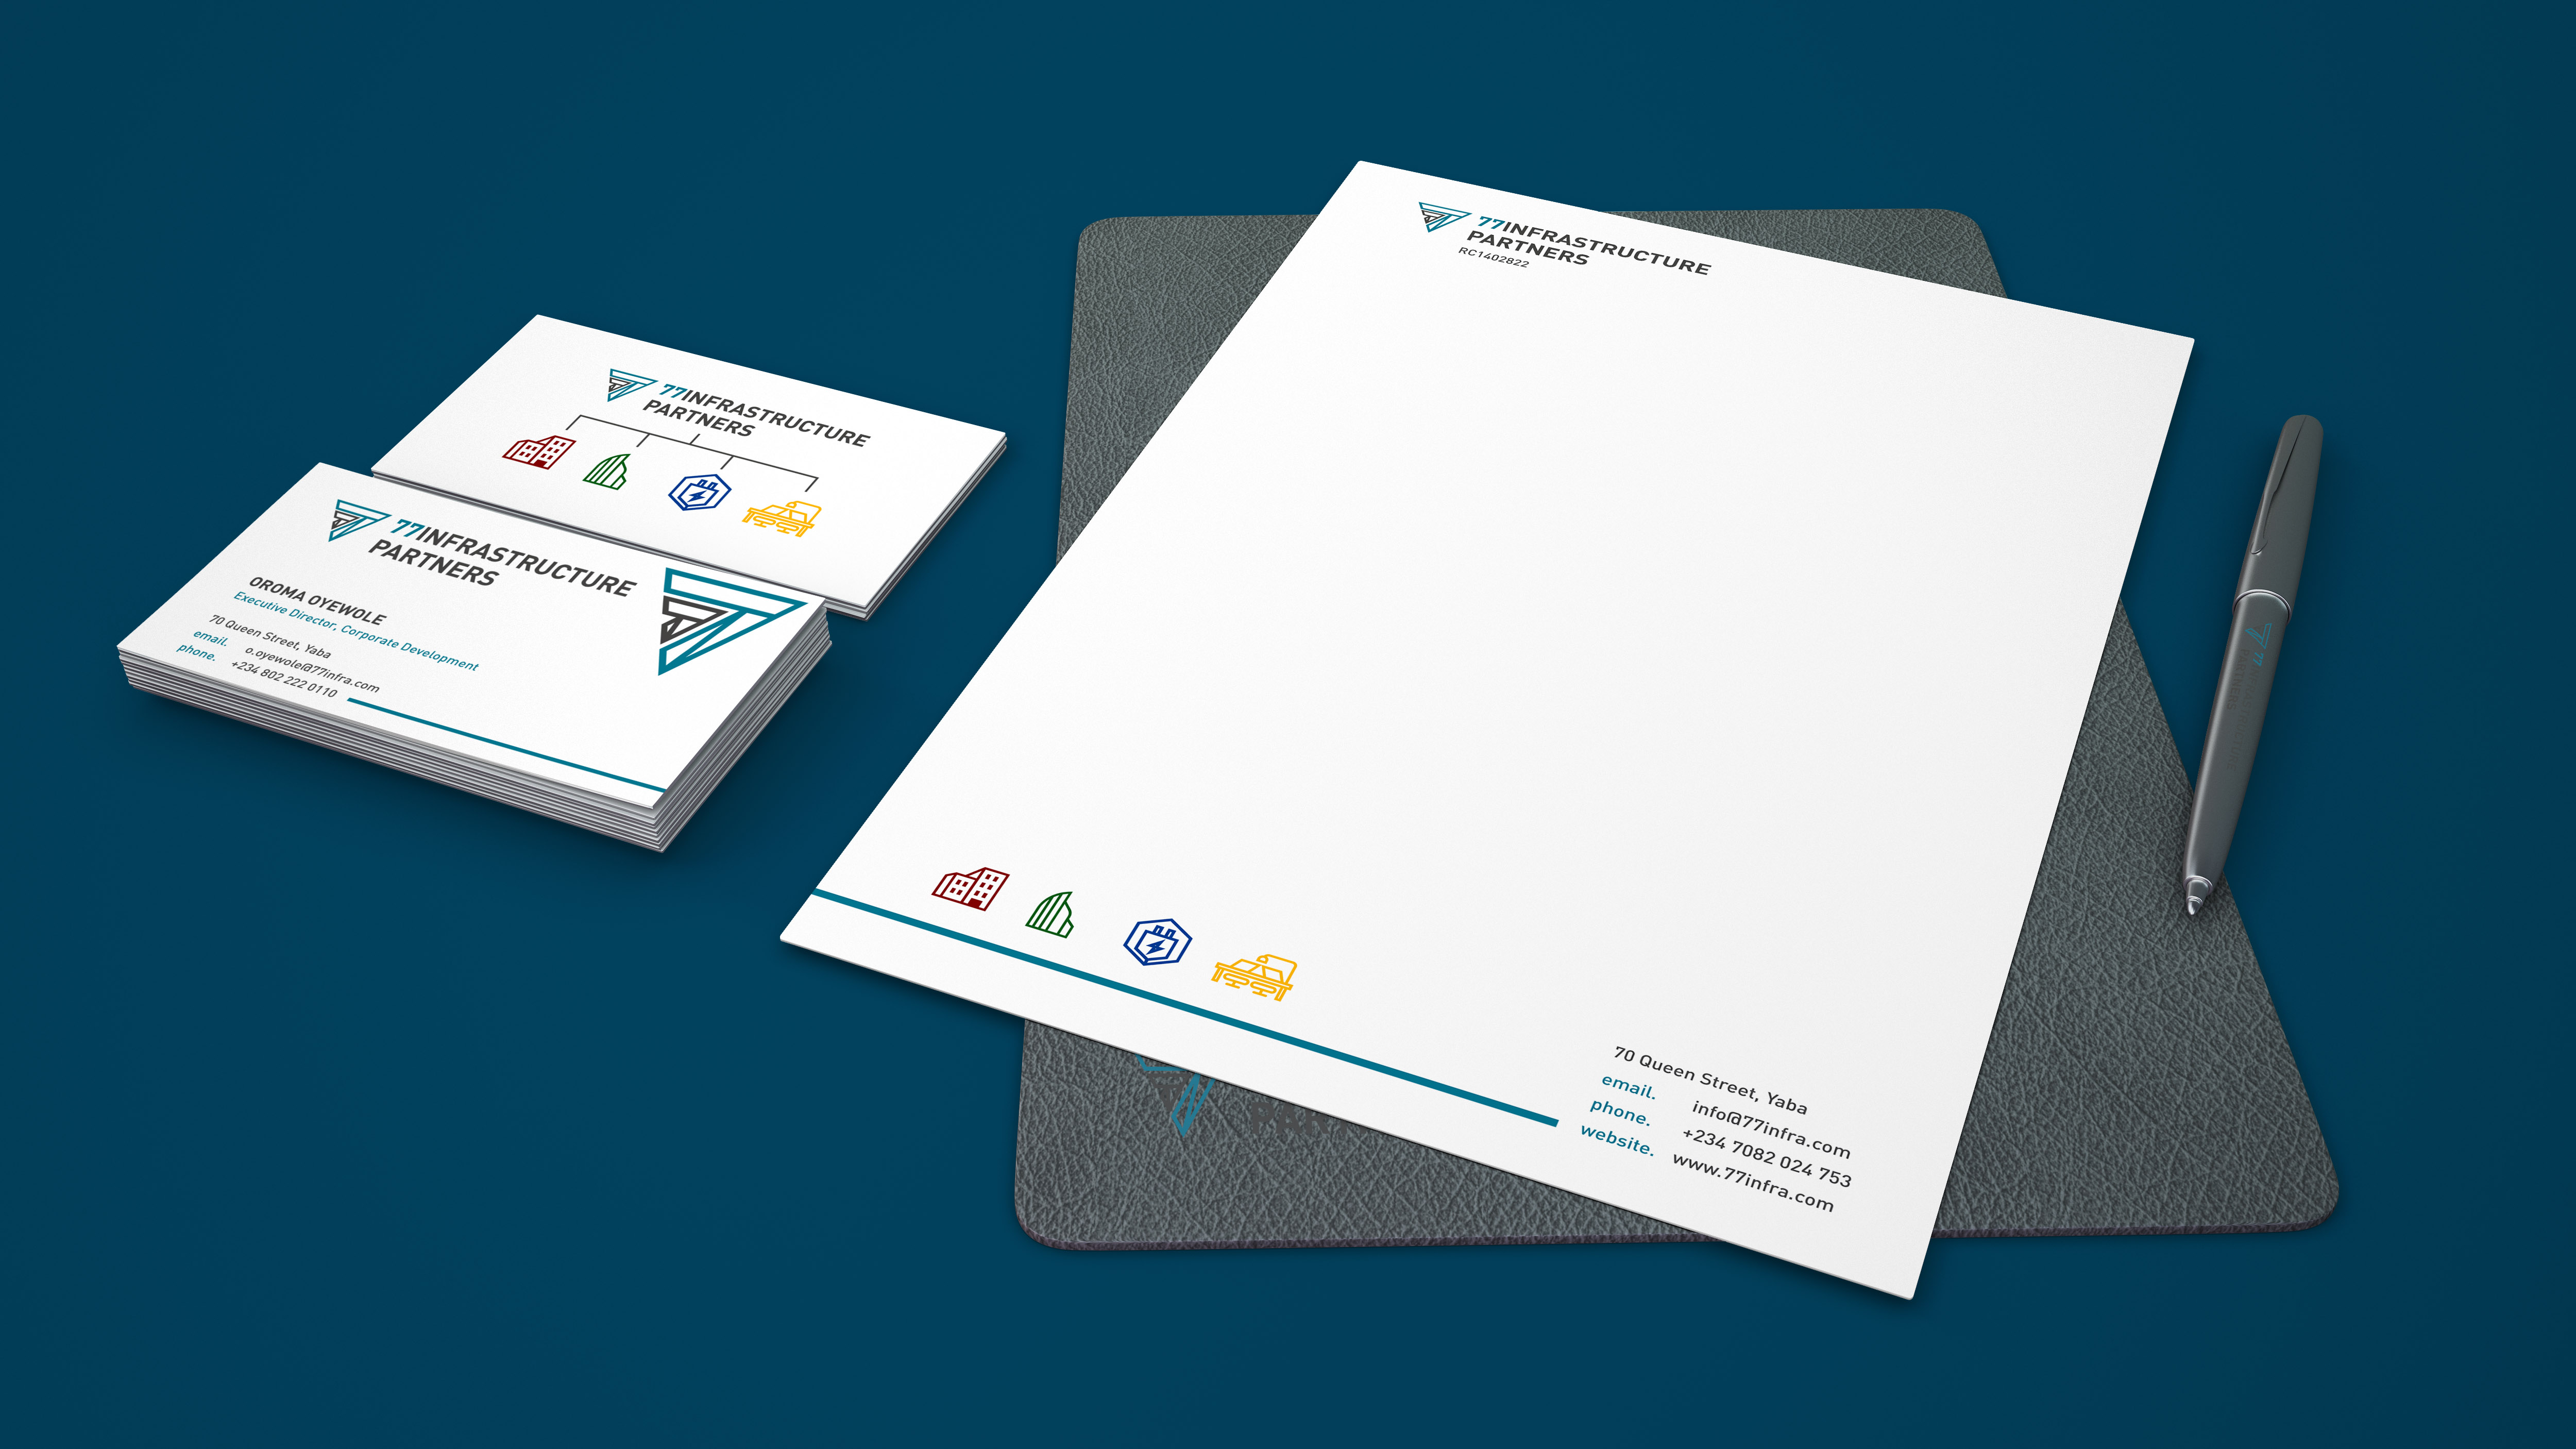 77INFRASTRUCTURE
PARTNERS
77INFRASTRUCTURE
PARTNERS
OROMA OYEWOLE
Executive Director, Corporate Development
70 Queen Street, Yaba
email. o.oyewole@77infra.com
phone. +234 802 222 0110
77INFRASTRUCTURE
PARTNERS
RC1402822
70 Queen Street, Yaba
email. info@77infra.com
phone. +234 7082 024 753
website. www.77infra.com
77